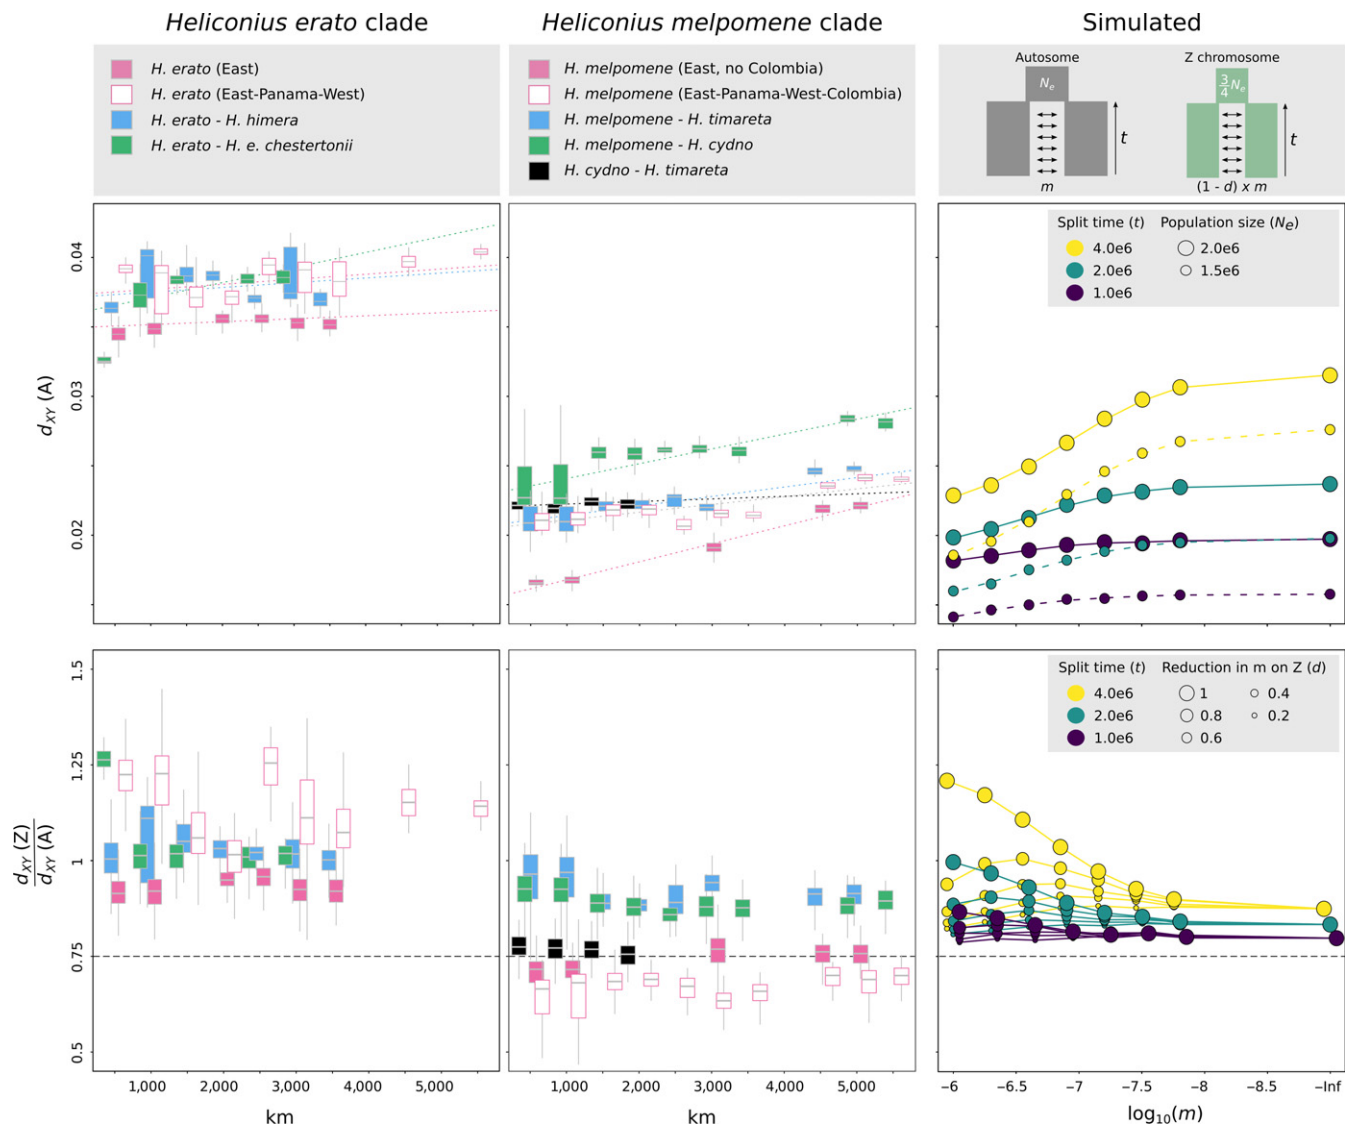 Heliconius erato clade
Heliconius melpomene clade
Simulated
H. erato (East)
H. erato (East-Panama-West)
H. erato - H. himera
H. erato - H. e. chestertonii
H. melpomene (East, no Colombia)
H. melpomene (East-Panama-West-Colombia)
H. melpomene - H. timareta
H. melpomene - H. cydno
H. cydno - H. timareta
Autosome
Z chromosome
Ne
3/4 Ne
t
t
m
(1 - d) x m
dXY (A)
0.04
0.03
0.02
Split time (t)
Population size (Ne)
4.0e6
2.0e6
2.0e6
1.5e6
1.0e6
dXY (Z)
dXY (A)
1.5
1.25
1
0.75
0.5
Split time (t)
Reduction in m on Z (d)
4.0e6
1
0.4
2.0e6
0.8
0.2
1.0e6
0.6
1,000
2,000
3,000
4,000
5,000
km
1,000
2,000
3,000
4,000
5,000
km
−6
−6.5
−7
−7.5
−8
−8.5
−Inf
log10(m)